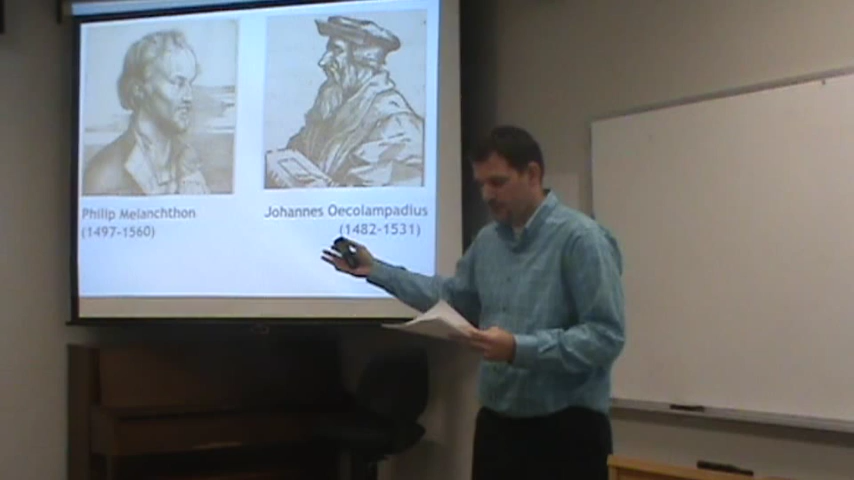 Philip Melanchthon
(1497-1560)
Johannes Oecolampadius
(1482-1531)